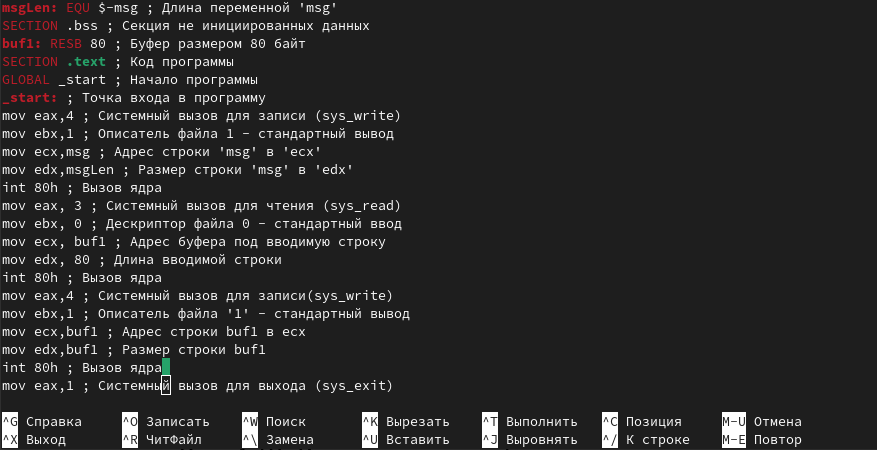 msgLen: EQU $-msg ; Длина переменной 'msg'
SECTION .bss ; Секция не инициированных данных
buf1: RESB 80 ; Буфер размером 80 байт
SECTION .text ; Код программы
GLOBAL _start ; Начало программы
_start: ; Точка входа в программу
mov eax,4 ; Системный вызов для записи (sys_write)
mov ebx,1 ; Описатель файла 1 - стандартный вывод
mov ecx,msg ; Адрес строки 'msg' в 'ecx'
mov edx,msgLen ; Размер строки 'msg' в 'edx'
int 80h ; Вызов ядра
mov eax, 3 ; Системный вызов для чтения (sys_read)
mov ebx, 0 ; Дескриптор файла 0 - стандартный ввод
mov ecx, buf1 ; Адрес буфера под вводимую строку
mov edx, 80 ; Длина вводимой строки
int 80h ; Вызов ядра
mov eax,4 ; Системный вызов для записи(sys_write)
mov ebx,1 ; Описатель файла '1' - стандартный вывод
mov ecx,buf1 ; Адрес строки buf1 в ecx
mov edx,buf1 ; Размер строки buf1
int 80h ; Вызов ядра
mov eax,1 ; Системный вызов для выхода (sys_exit)
^G Справка ^O Записать ^W Поиск ^K Вырезать ^T Выполнить ^C Позиция M-U Отмена
^X Выход ^R ЧитФайл ^\ Замена ^U Вставить ^J Выровнять ^/ К строке M-E Повтор